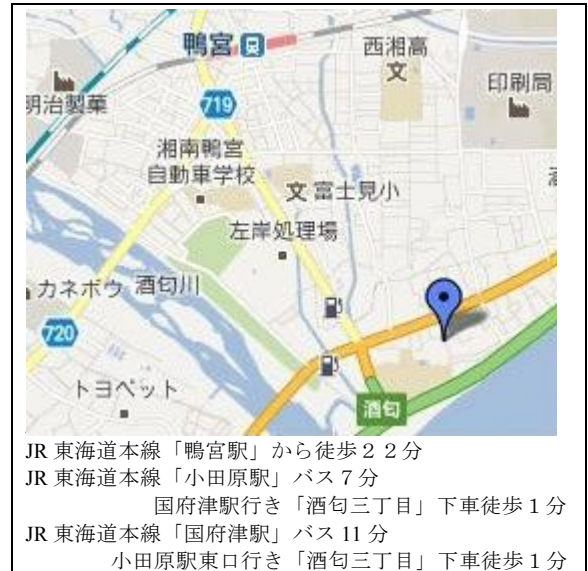 鴨宮
西湘高
文
印刷局
明治製菓
719
湘南鴨宮
自動車学校
文 富士見小
左岸処理場
カネボウ 酒匂川
720
トヨペット
酒匂
JR 東海道本線「鴨宮駅」から徒歩２２分
JR 東海道本線「小田原駅」バス７分
国府津駅行き「酒匂三丁目」下車徒歩１分
JR 東海道本線「国府津駅」バス 11 分
小田原駅東口行き「酒匂三丁目」下車徒歩１分